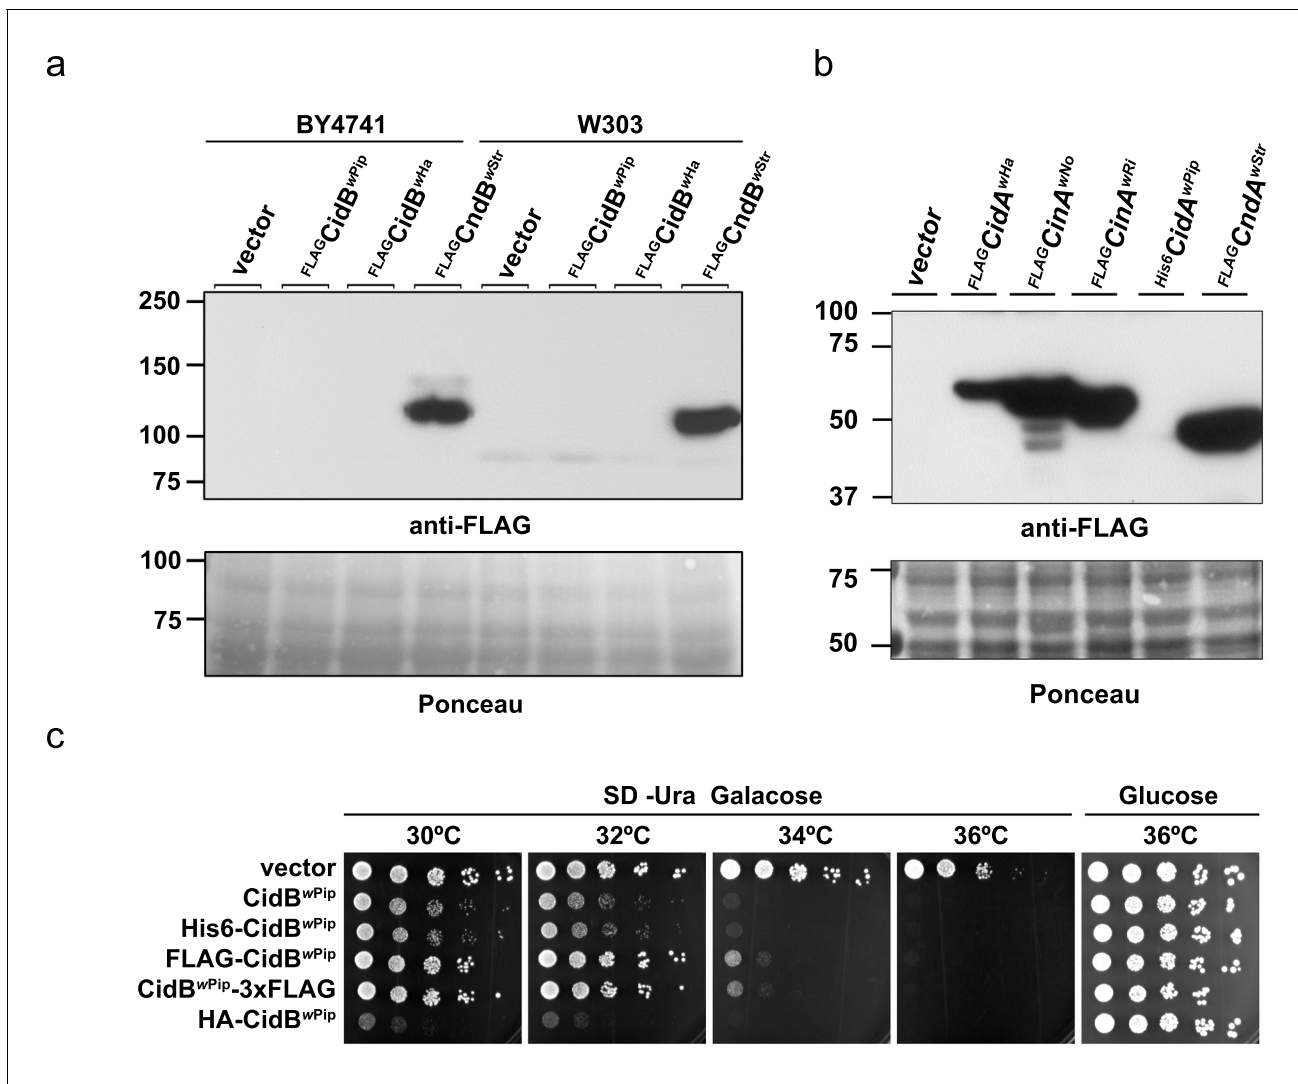 a
BY4741 W303
vector FLAGCidBwPip FLAGCidBwHa FLAGCndBwStr vector FLAGCidBwPip FLAGCidBwHa FLAGCndBwStr
250
150
100
75
anti-FLAG
100
75
Ponceau
b
vector FLAGCidAwHa FLAGCinAwNo FLAGCinAwRi His6CidAwPip FLAGCndAwStr
100
75
50
37
anti-FLAG
75
50
Ponceau
c
SD -Ura Galacose Glucose
30ºC 32ºC 34ºC 36ºC 36ºC
vector
CidBwPip
His6-CidBwPip
FLAG-CidBwPip
CidBwPip-3xFLAG
HA-CidBwPip